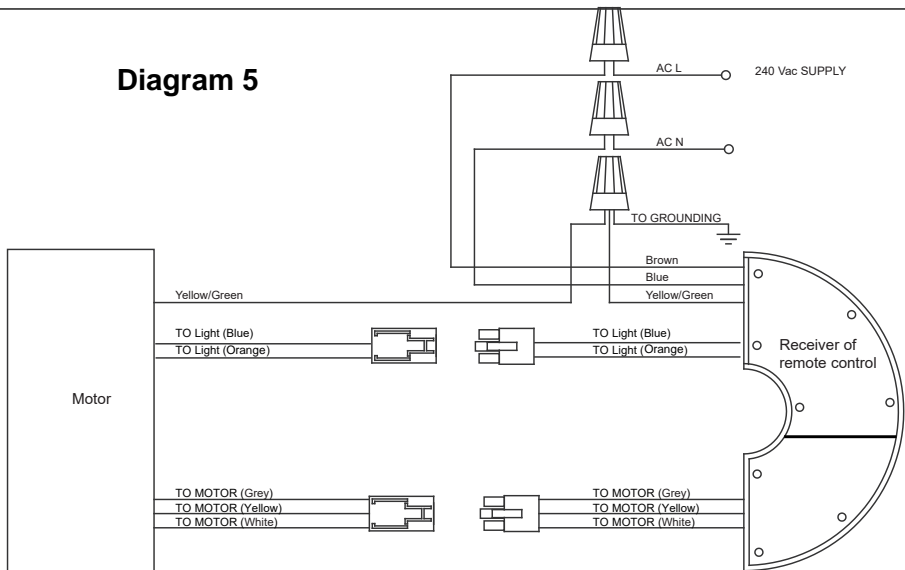 Diagram 5
AC L
240 Vac SUPPLY
AC N
TO GROUNDING
Brown
Blue
Yellow/Green
Yellow/Green
TO Light (Blue)
TO Light (Orange)
TO Light (Blue)
TO Light (Orange)
Receiver of
remote control
Motor
TO MOTOR (Grey)
TO MOTOR (Yellow)
TO MOTOR (White)
TO MOTOR (Grey)
TO MOTOR (Yellow)
TO MOTOR (White)